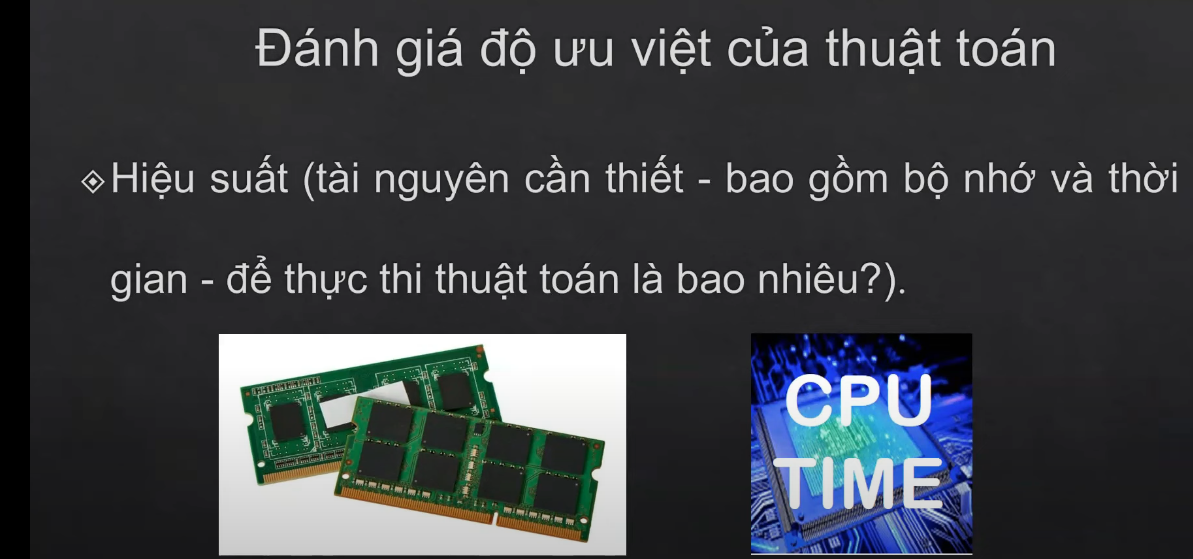 Đánh giá độ ưu việt của thuật toán
Hiệu suất (tài nguyên cần thiết - bao gồm bộ nhớ và thời
gian - để thực thi thuật toán là bao nhiêu?).
CPU
TIME